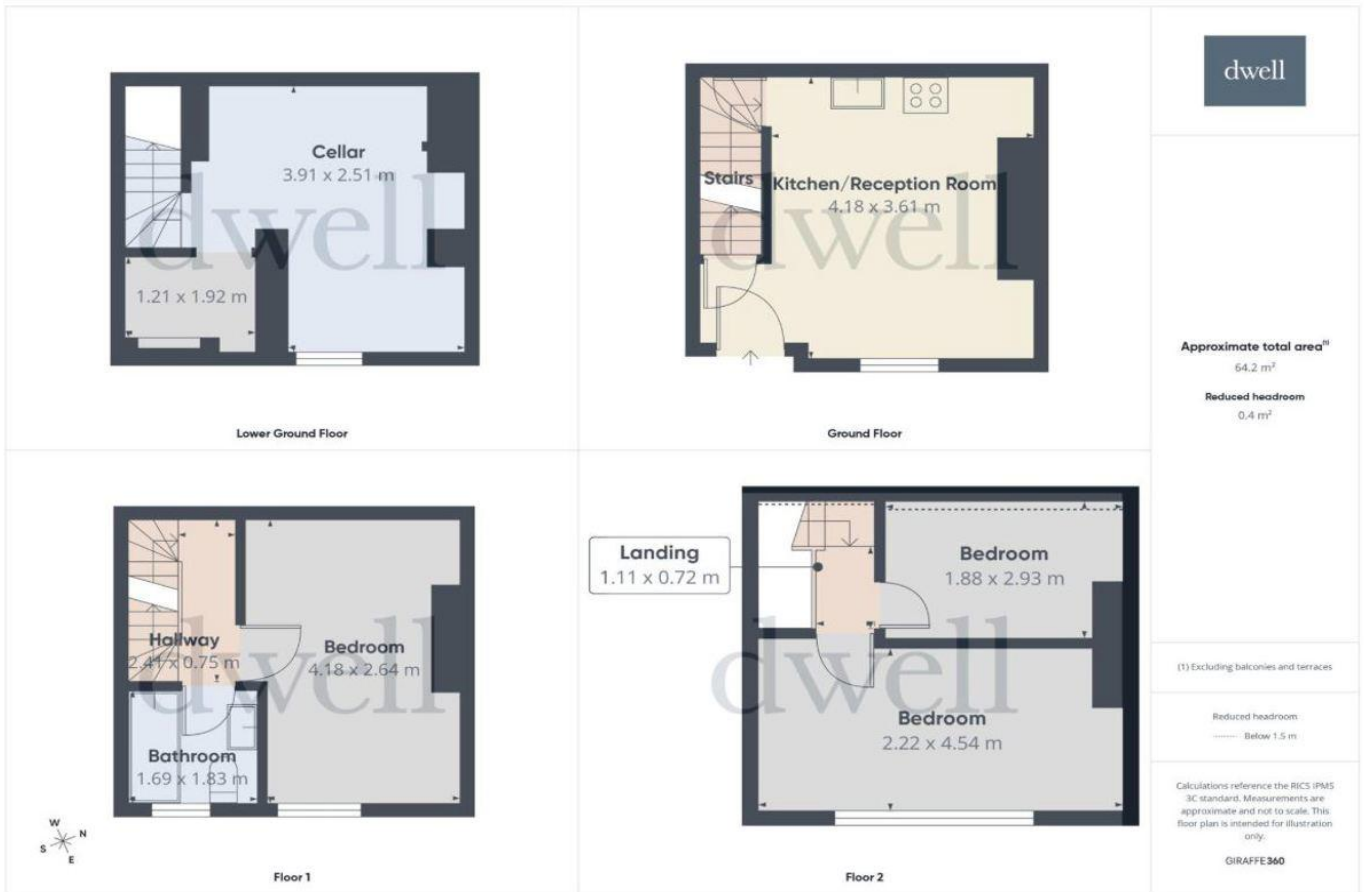 Cellar
3.91 x 2.51 m
dwell
1.21 x 1.92 m
Lower Ground Floor
Stairs
Kitchen/Reception Room
4.18 x 3.61 m
dwell
Ground Floor
dwell
Approximate total area(1)
64.2 m²
Reduced headroom
0.4 m²
Hallway
2.41 x 0.75 m
Bedroom
4.18 x 2.64 m
dwell
Bathroom
1.69 x 1.83 m
W
N
S
E
Floor 1
Landing
1.11 x 0.72 m
Bedroom
1.88 x 2.93 m
dwell
Bedroom
2.22 x 4.54 m
Floor 2
(1) Excluding balconies and terraces
Reduced headroom
Below 1.5 m
Calculations reference the RICS IPMS
3C standard. Measurements are
approximate and not to scale. This
floor plan is intended for illustration
only.
GIRAFFE360